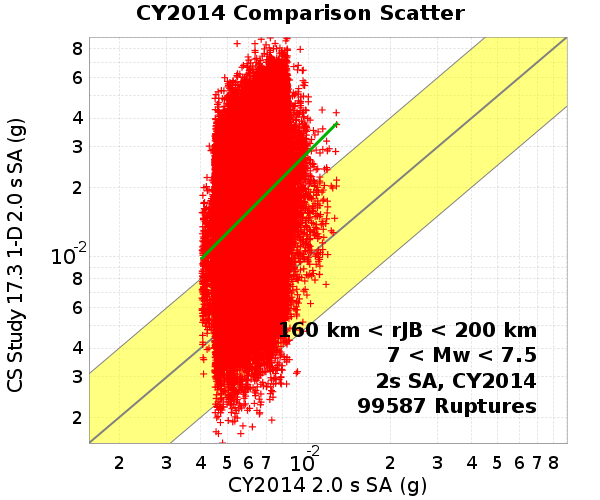 CY2014 Comparison Scatter
8
6
4
3
2
10-2
8
6
4
3
2
CS Study 17.3 1-D 2.0 s SA (g)
160 km < rJB < 200 km
7 < Mw < 7.5
2s SA, CY2014
99587 Ruptures
2 3 4 5 6 7 10-2 2 3 4 5 6 7 8
CY2014 2.0 s SA (g)